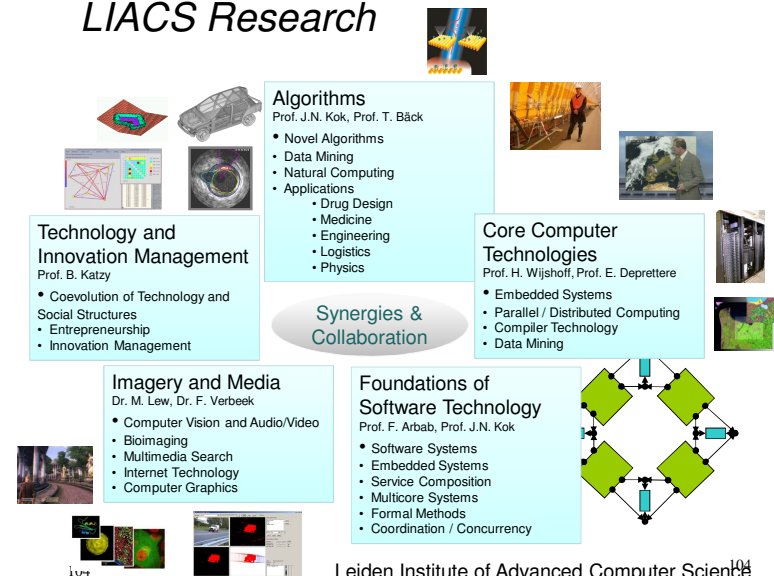 LIACS Research
Algorithms
Prof. J.N. Kok, Prof. T. Bäck
• Novel Algorithms
• Data Mining
• Natural Computing
• Applications
• Drug Design
• Medicine
• Engineering
• Logistics
• Physics
Technology and
Innovation Management
Prof. B. Katzy
• Coevolution of Technology and
Social Structures
• Entrepreneurship
• Innovation Management
Core Computer
Technologies
Prof. H. Wijshoff, Prof. E. Deprettere
• Embedded Systems
• Parallel / Distributed Computing
• Compiler Technology
• Data Mining
Synergies &
Collaboration
Imagery and Media
Dr. M. Lew, Dr. F. Verbeek
• Computer Vision and Audio/Video
• Bioimaging
• Multimedia Search
• Internet Technology
• Computer Graphics
Foundations of
Software Technology
Prof. F. Arbab, Prof. J.N. Kok
• Software Systems
• Embedded Systems
• Service Composition
• Multicore Systems
• Formal Methods
• Coordination / Concurrency
104
Leiden Institute of Advanced Computer Science
104